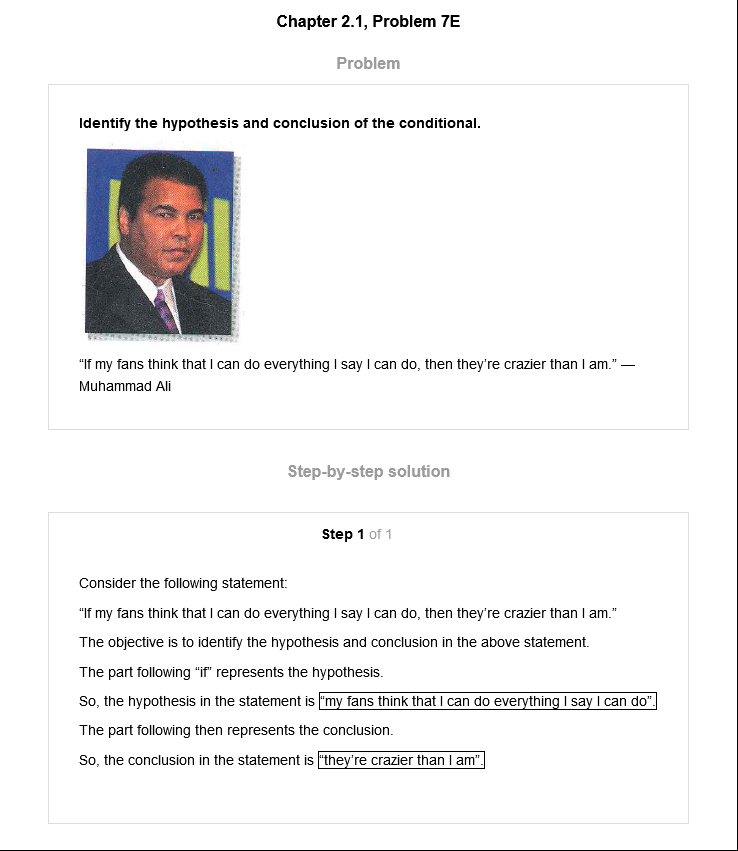 Chapter 2.1, Problem 7E
Problem
Identify the hypothesis and conclusion of the conditional.
“If my fans think that I can do everything I say I can do, then they’re crazier than I am.” —
Muhammad Ali
Step-by-step solution
Step 1 of 1
Consider the following statement:
“If my fans think that I can do everything I say I can do, then they’re crazier than I am.”
The objective is to identify the hypothesis and conclusion in the above statement.
The part following “if” represents the hypothesis.
So, the hypothesis in the statement is “my fans think that I can do everything I say I can do”.
The part following then represents the conclusion.
So, the conclusion in the statement is “they’re crazier than I am”.